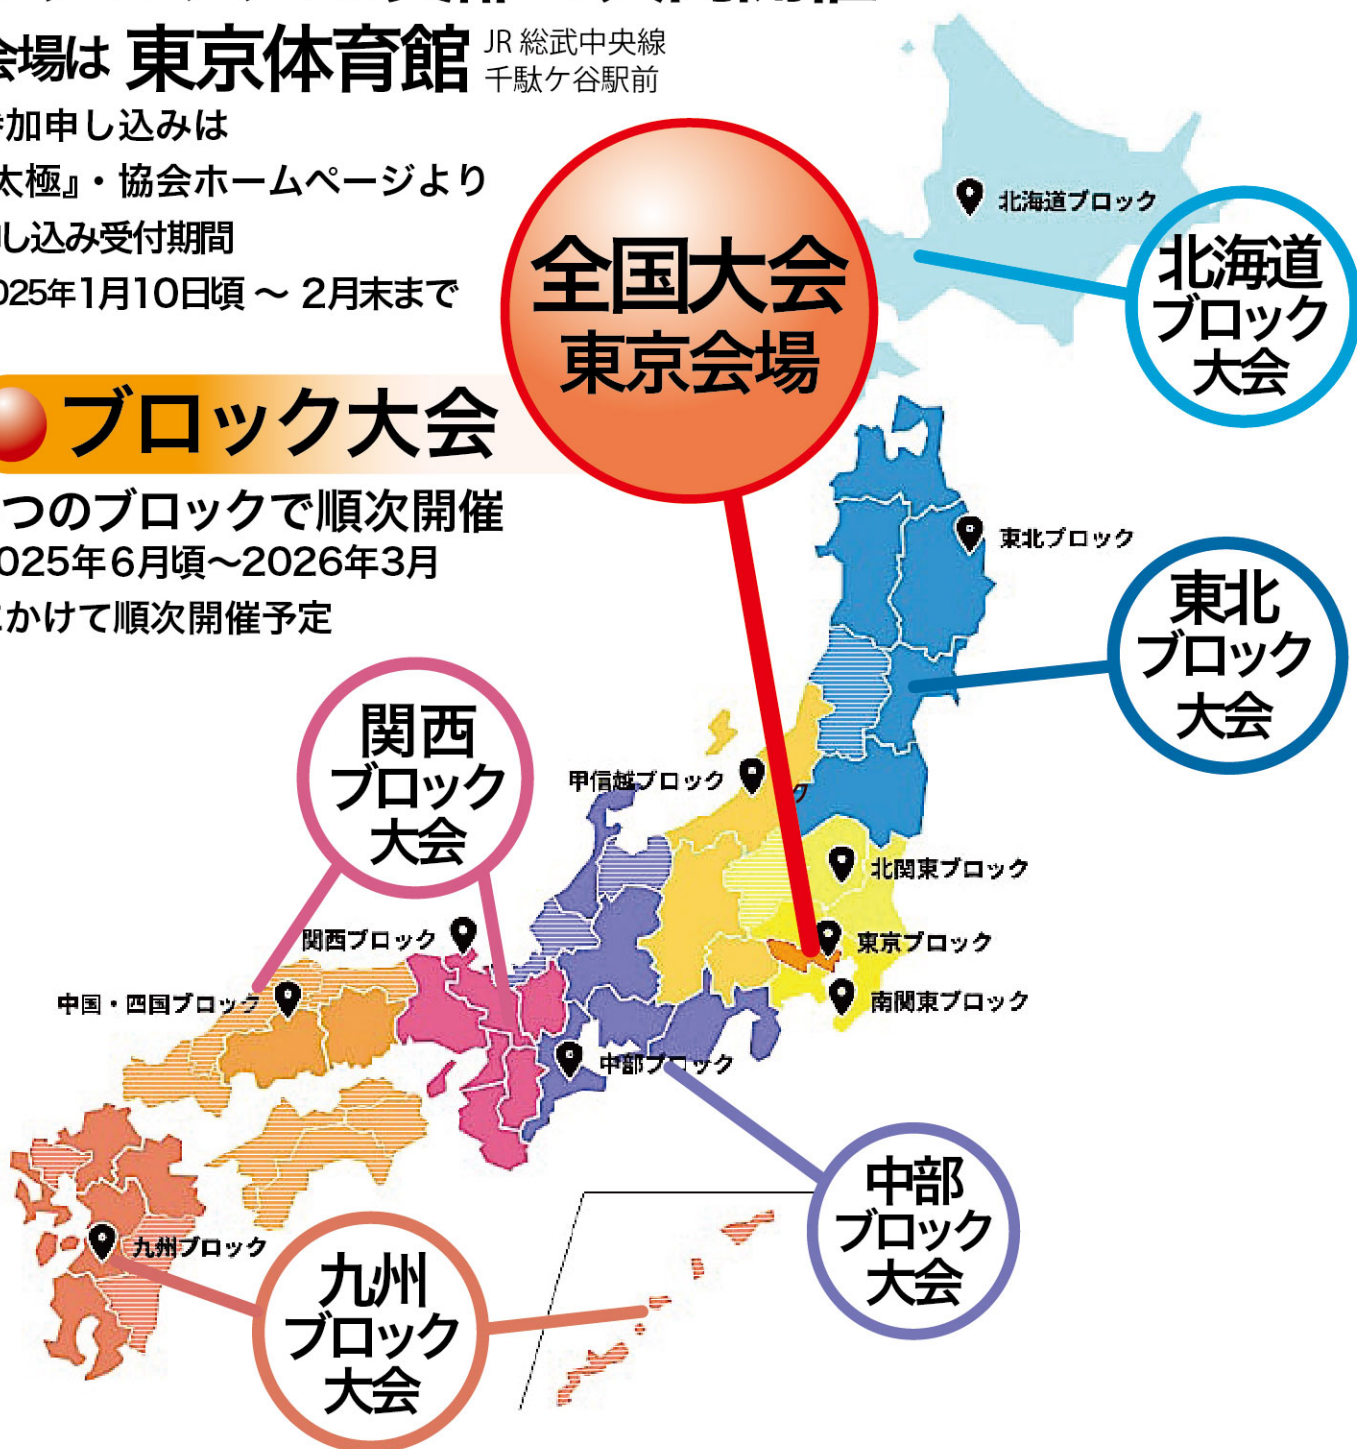 会場は 東京体育館 JR 総武中央線
千駄ケ谷駅前
参加申し込みは
太極』・協会ホームページより
し込み受付期間
025年1月10日頃 ~ 2月末まで
全国大会
東京会場
北海道ブロック
北海道
ブロック
大会
ブロック大会
つのブロックで順次開催
025年6月頃~2026年3月
にかけて順次開催予定
東北ブロック
東北
ブロック
大会
関西
ブロック
大会
甲信越ブロック
ク
北関東ブロック
関西ブロック
東京ブロック
中国・四国ブロック
南関東ブロック
中部ブロック
中部
ブロック
大会
九州ブロック
九州
ブロック
大会